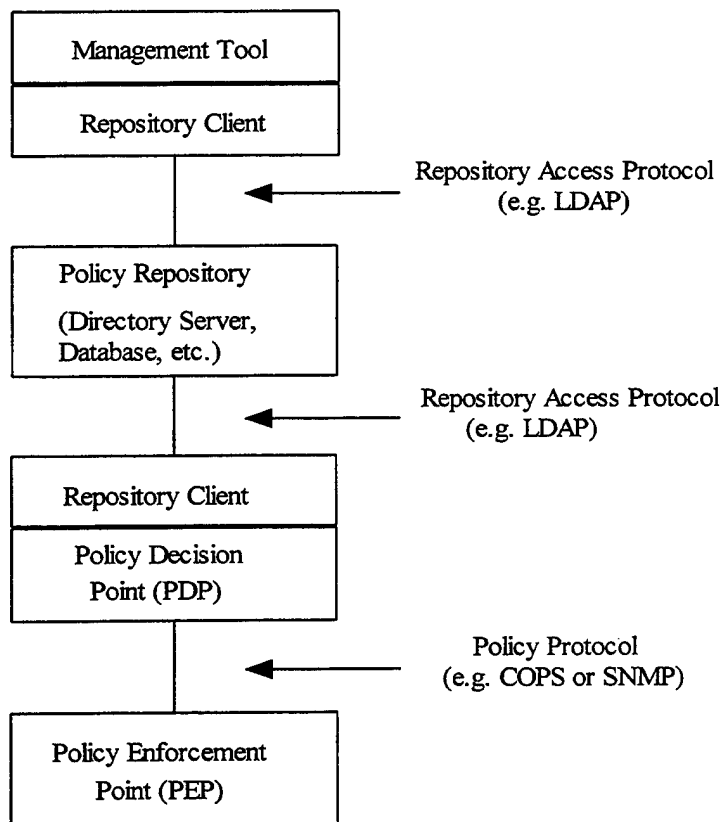 Management Tool
Repository Client
Repository Access Protocol
(e.g. LDAP)
Policy Repository
(Directory Server,
Database, etc.)
Repository Access Protocol
(e.g. LDAP)
Repository Client
Policy Decision
Point (PDP)
Policy Protocol
(e.g. COPS or SNMP)
Policy Enforcement
Point (PEP)